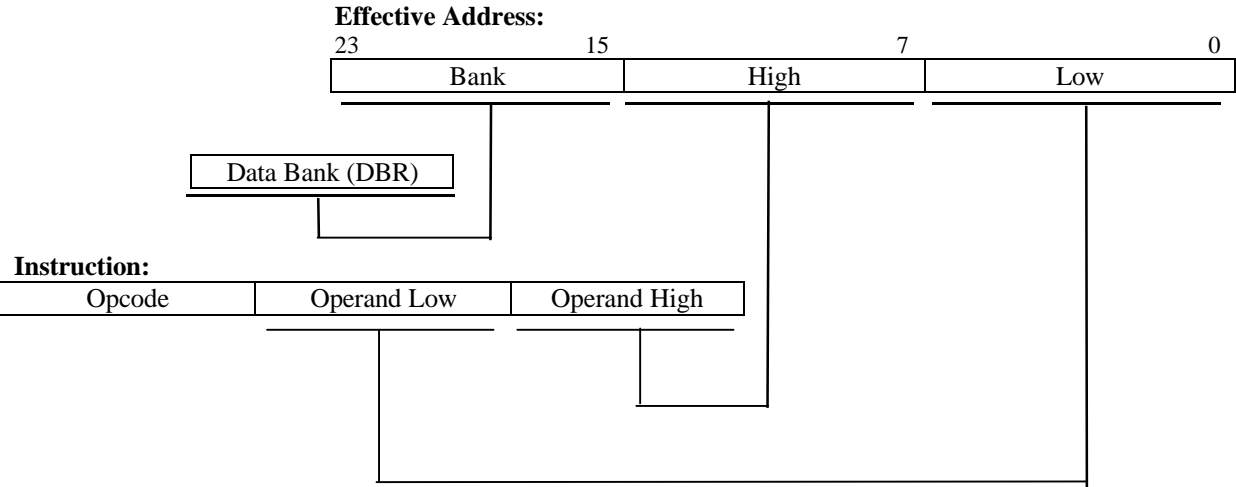 Effective Address:
23 15 7 0
Bank High Low
Data Bank (DBR)
Instruction:
Opcode Operand Low Operand High